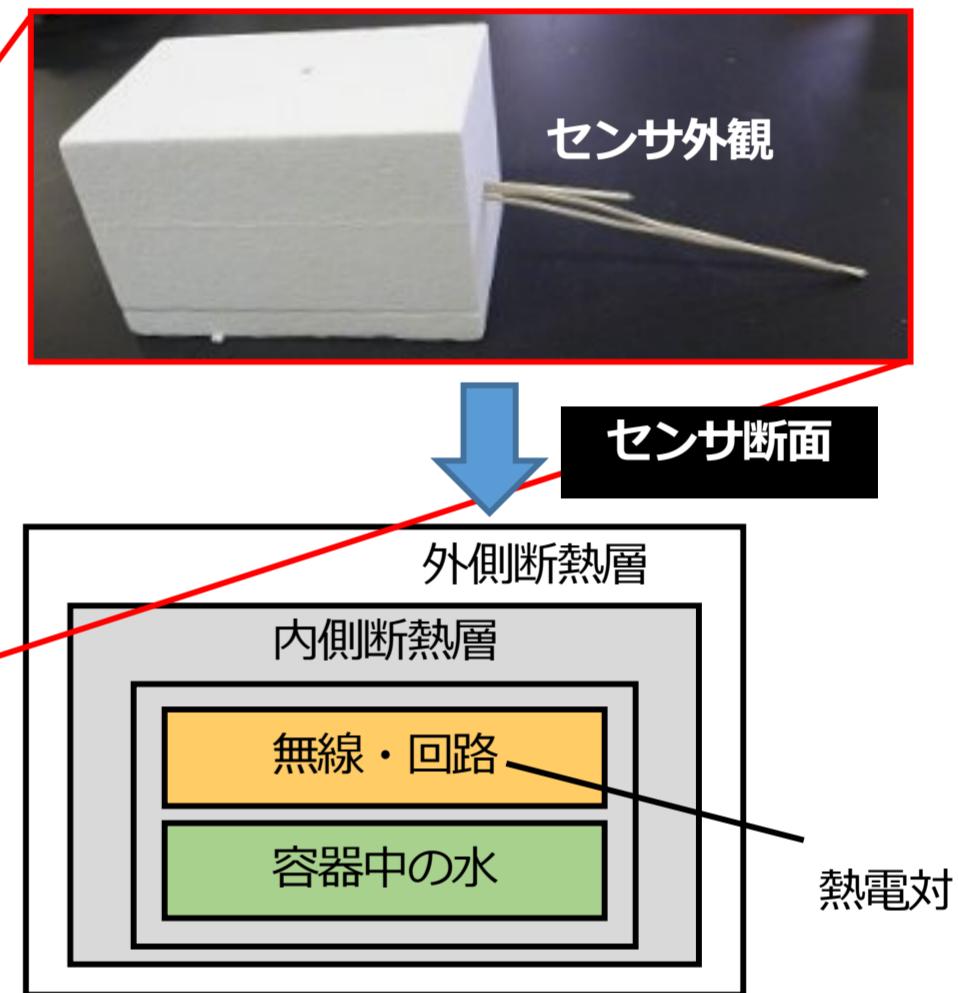 センサ外観
センサ断面
外側断熱層
内側断熱層
無線・回路
容器中の水
熱電対